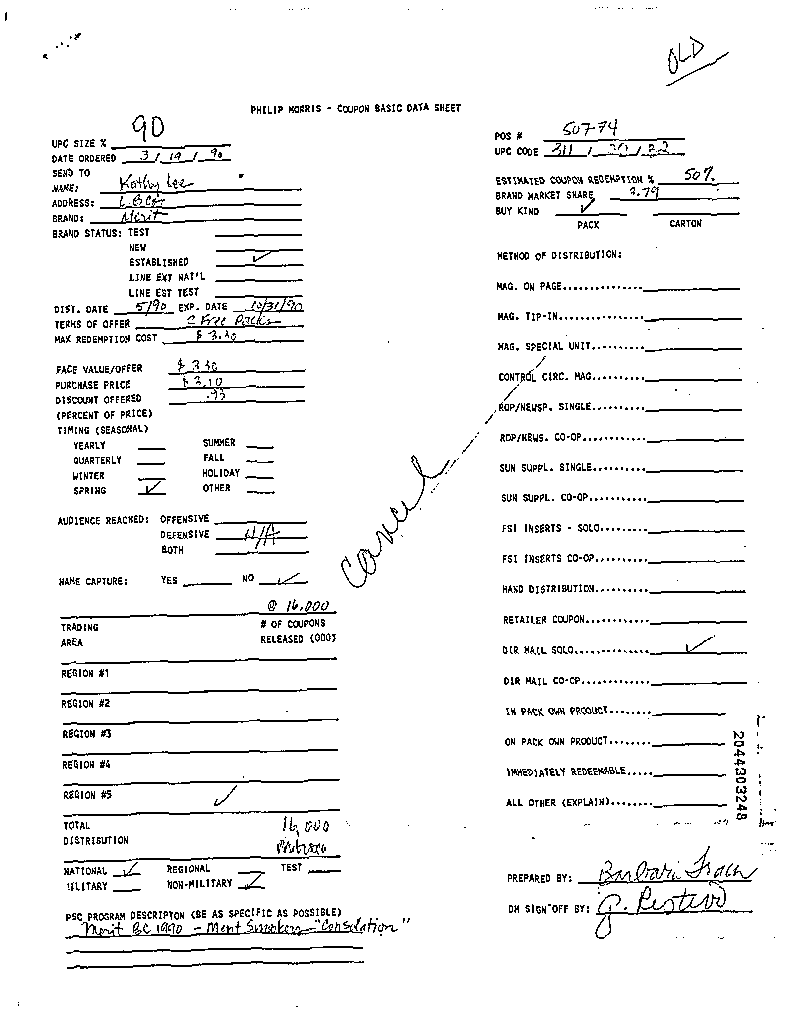 OLD
PHILIP MORRIS - COUPON BASIC DATA SHEET
UPC SIZE % 90
DATE ORDERED 3 / 19 / 90
SEND TO
NAME: Kathy Lee
ADDRESS: L.B.Co.
BRAND: Merit
BRAND STATUS: TEST
NEW
ESTABLISHED ✓
LINE EXT NAT'L
LINE EST TEST
DIST. DATE 5/90 EXP. DATE 10/31/90
TERMS OF OFFER 2 Free Packs
MAX REDEMPTION COST $ 3.30
FACE VALUE/OFFER $ 3.30
PURCHASE PRICE $ 3.10
DISCOUNT OFFERED .93
(PERCENT OF PRICE)
TIMING (SEASONAL)
YEARLY SUMMER
QUARTERLY FALL
WINTER HOLIDAY
SPRING ✓ OTHER
AUDIENCE REACHED: OFFENSIVE
DEFENSIVE N/A
BOTH
NAME CAPTURE: YES NO ✓
@ 16,000
TRADING # OF COUPONS
AREA RELEASED (000)
REGION #1
REGION #2
REGION #3
REGION #4
REGION #5 ✓
TOTAL 16,000
DISTRIBUTION
NATIONAL ✓ REGIONAL TEST
MILITARY NON-MILITARY ✓
PSC PROGRAM DESCRIPTON (BE AS SPECIFIC AS POSSIBLE)
Merit BC 1990 - Merit Smokers "Consolation"
Cancel
POS # 507-74
UPC CODE 311 / 20 / 22
ESTIMATED COUPON REDEMPTION % 50%
BRAND MARKET SHARE 3.79
BUY KIND ✓
PACK CARTON
METHOD OF DISTRIBUTION:
MAG. ON PAGE...............
MAG. TIP-IN................
MAG. SPECIAL UNIT..........
CONTROL CIRC. MAG..........
ROP/NEWSP. SINGLE..........
ROP/NEWS. CO-OP............
SUN SUPPL. SINGLE..........
SUN SUPPL. CO-OP...........
FSI INSERTS - SOLO.........
FSI INSERTS CO-OP..........
HAND DISTRIBUTION..........
RETAILER COUPON............
DIR MAIL SOLO.............. ✓
DIR MAIL CO-OP.............
IN PACK OWN PRODUCT........
ON PACK OWN PRODUCT........
IMMEDIATELY REDEEMABLE.....
ALL OTHER (EXPLAIN)........
2044303248
PREPARED BY: Barbara
DM SIGN OFF BY: J.